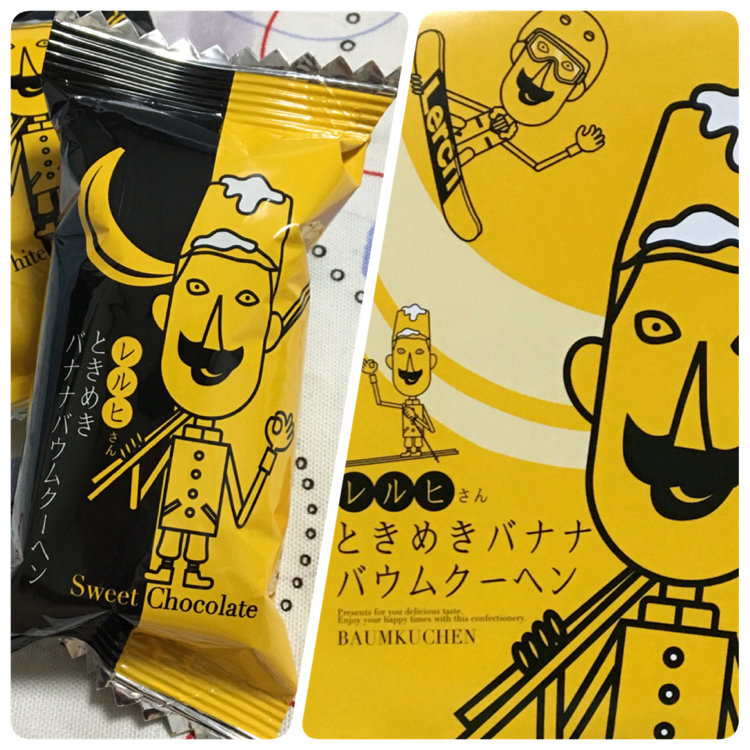 hite
レルヒさん
ときめき
バナナバウムクーヘン
Sweet Chocolate
Lerch
レルヒさん
ときめきバナナ
バウムクーヘン
Presents for you delicious taste.
Enjoy your happy times with this confectionery.
BAUMKUCHEN